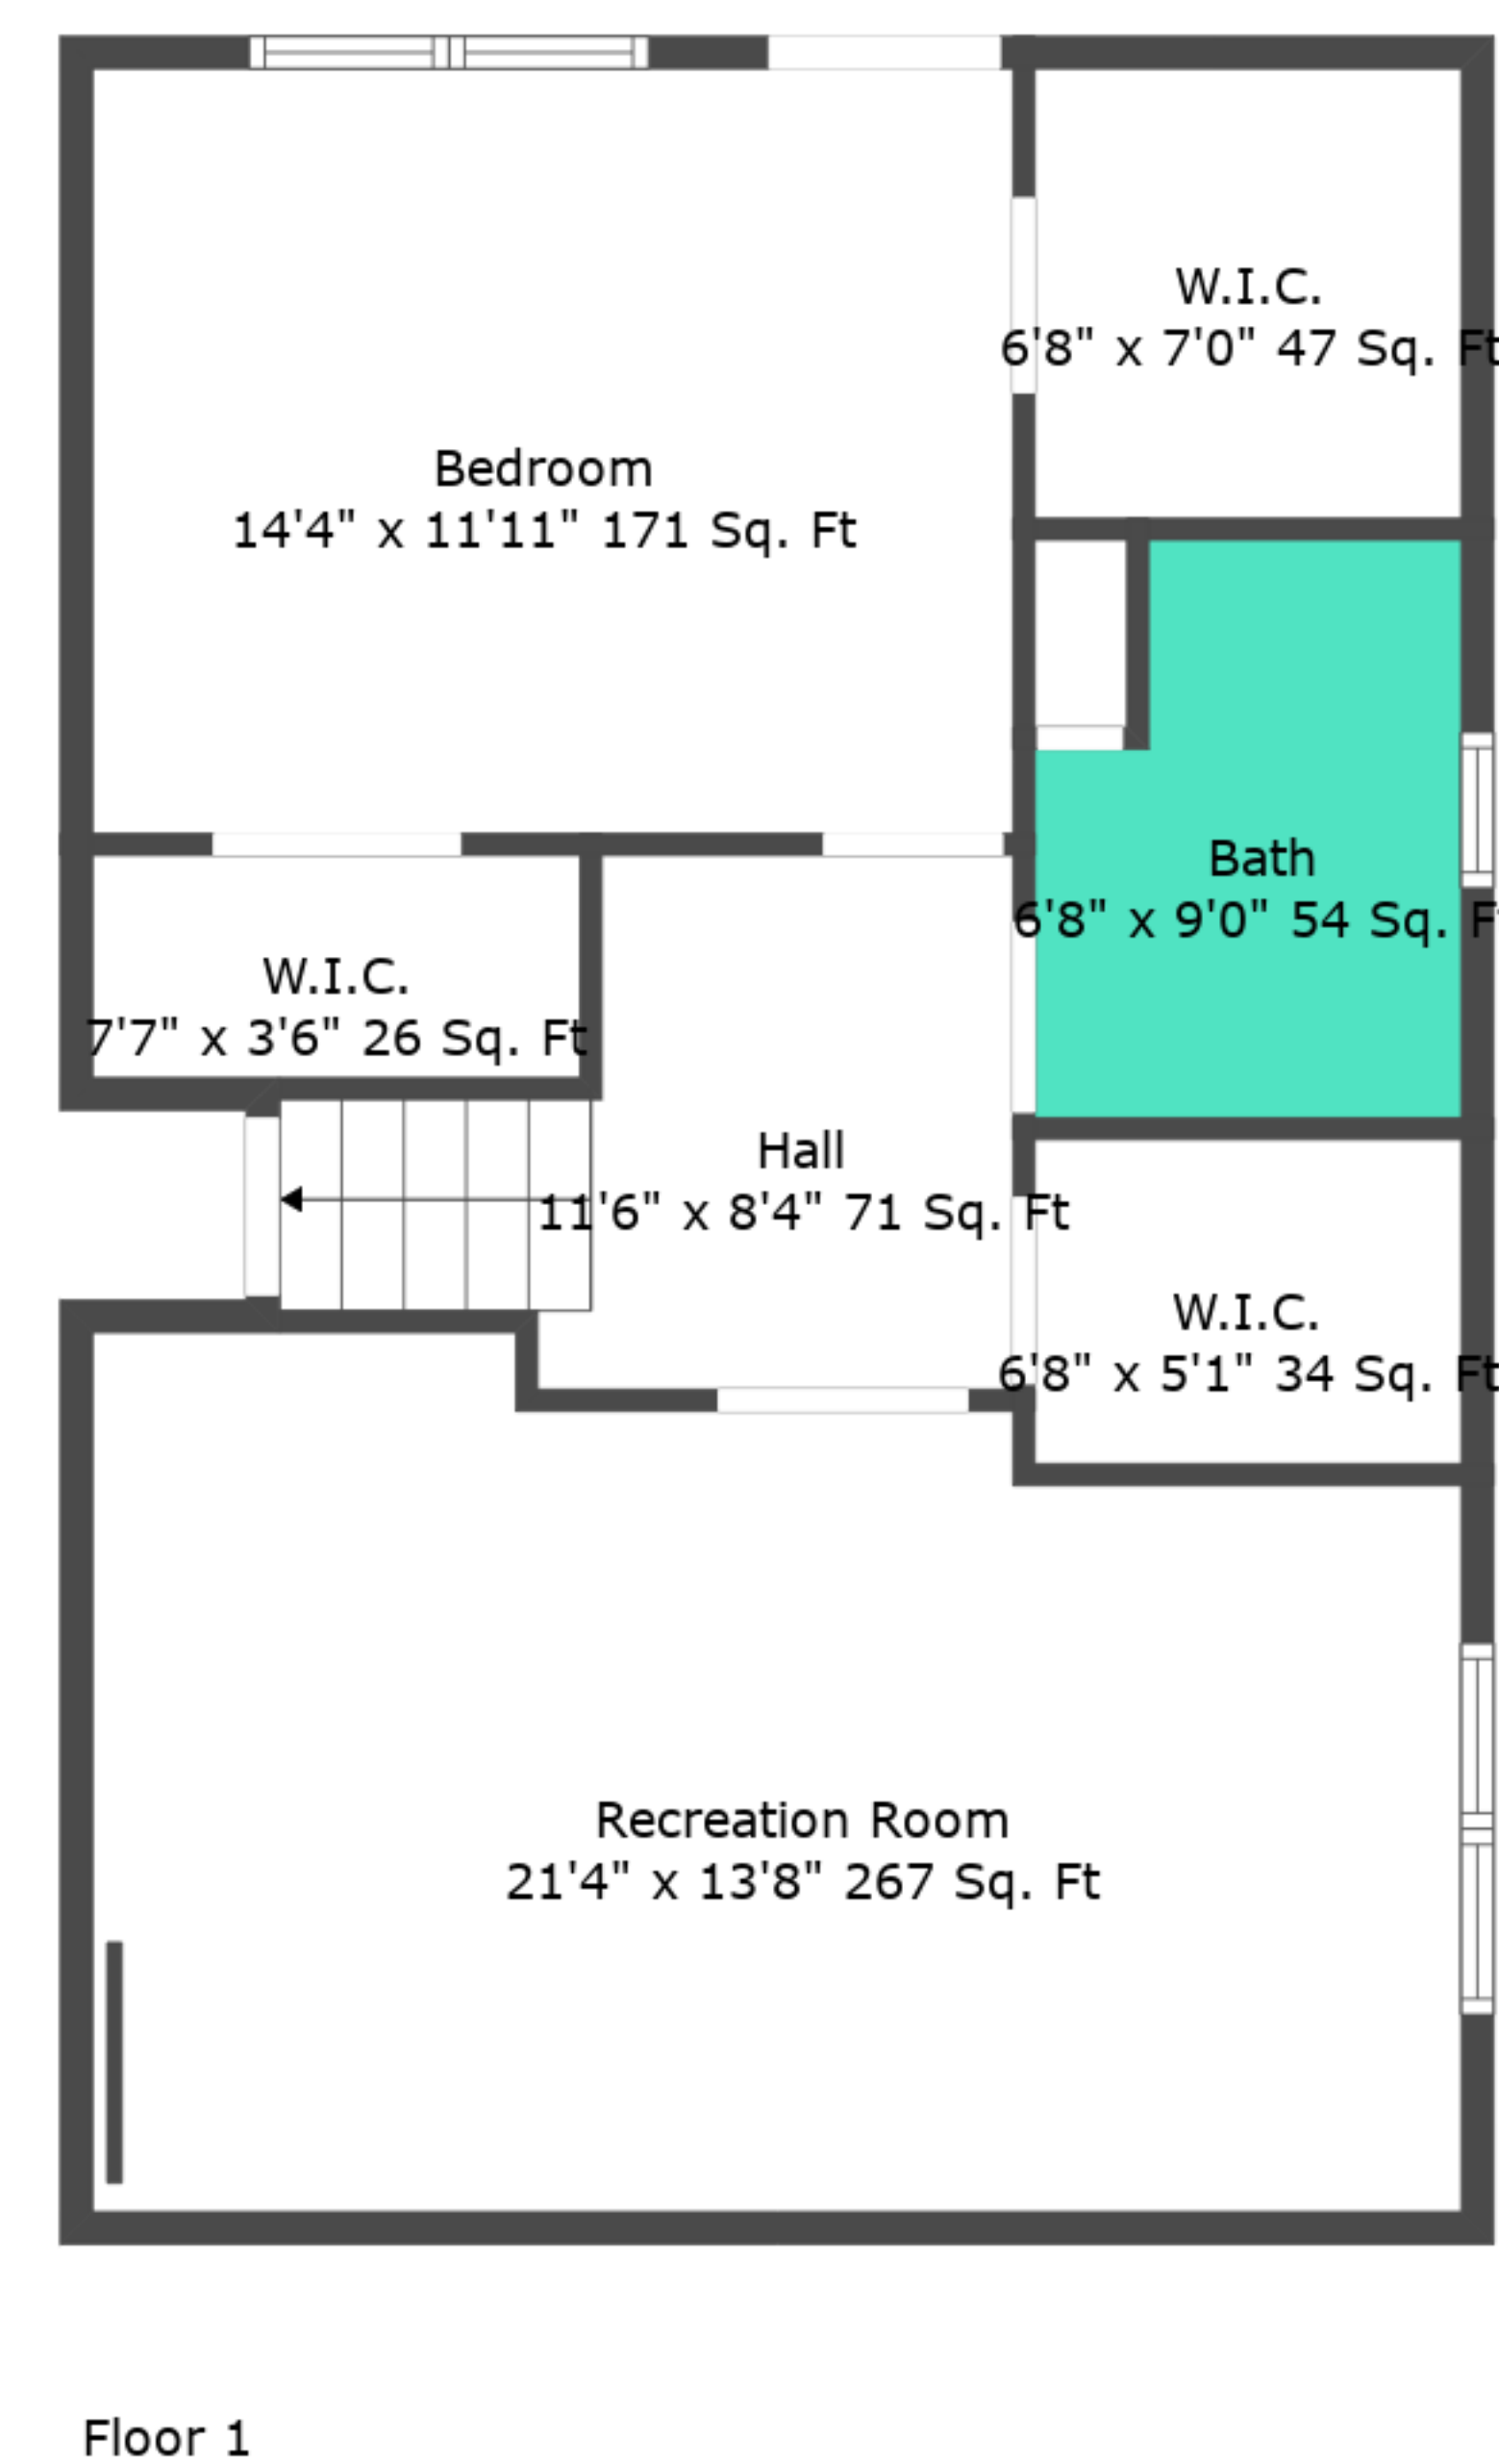 W.I.C.
6'8" x 7'0" 47 Sq. Ft
Bedroom
14'4" x 11'11" 171 Sq. Ft
Bath
6'8" x 9'0" 54 Sq. Ft
W.I.C.
7'7" x 3'6" 26 Sq. Ft
Hall
11'6" x 8'4" 71 Sq. Ft
W.I.C.
6'8" x 5'1" 34 Sq. Ft
Recreation Room
21'4" x 13'8" 267 Sq. Ft
Floor 1